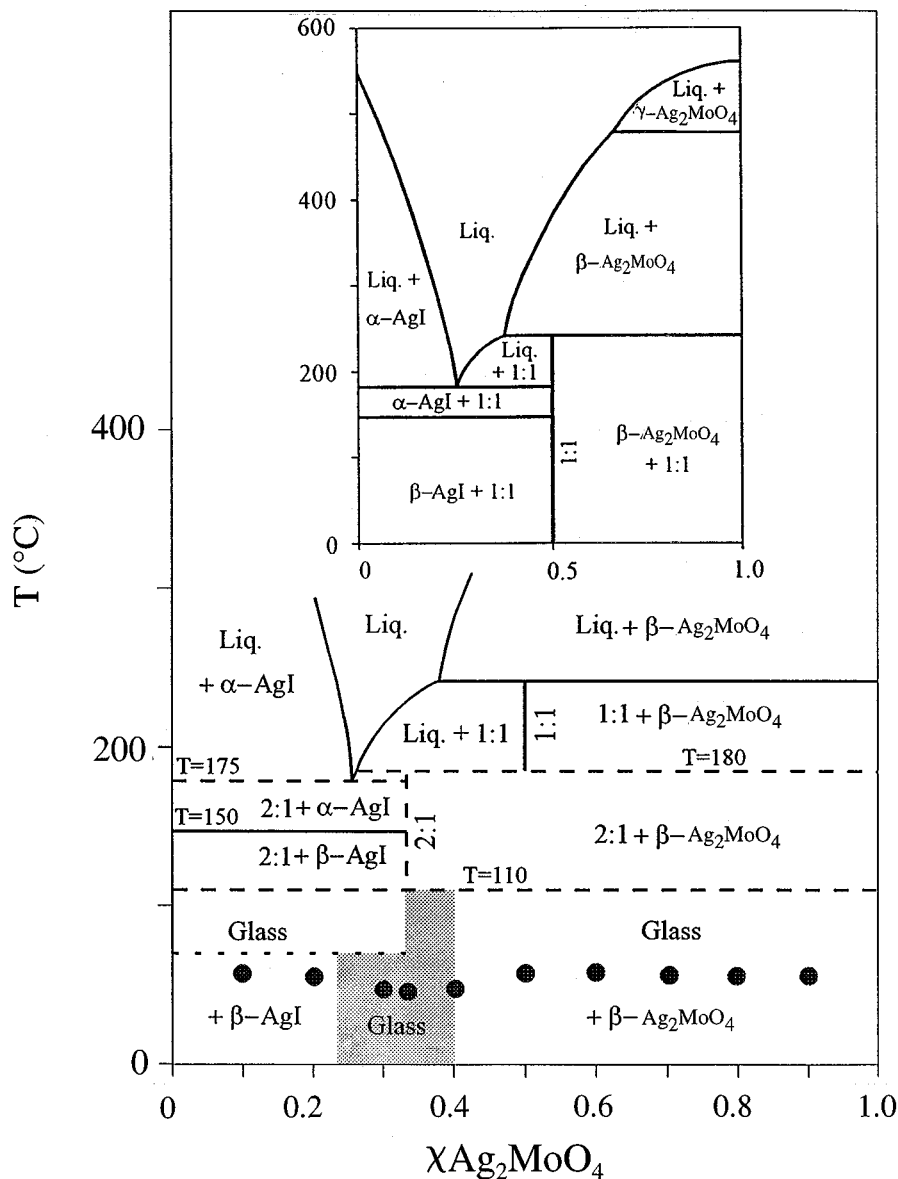 600
400
200
0
0
0.5
1.0
Liq. +
γ-Ag₂MoO₄
Liq.
Liq. +
β-Ag₂MoO₄
Liq. +
α-AgI
Liq.
+ 1:1
α-AgI + 1:1
β-AgI + 1:1
1:1
β-Ag₂MoO₄
+ 1:1
T (°C)
400
200
0
Liq.
+ α-AgI
Liq.
Liq. + β-Ag₂MoO₄
Liq. + 1:1
1:1
1:1 + β-Ag₂MoO₄
T=175
T=180
2:1 + α-AgI
T=150
2:1
2:1 + β-Ag₂MoO₄
2:1 + β-AgI
T=110
Glass
Glass
+ β-AgI
Glass
+ β-Ag₂MoO₄
0
0.2
0.4
0.6
0.8
1.0
χAg₂MoO₄